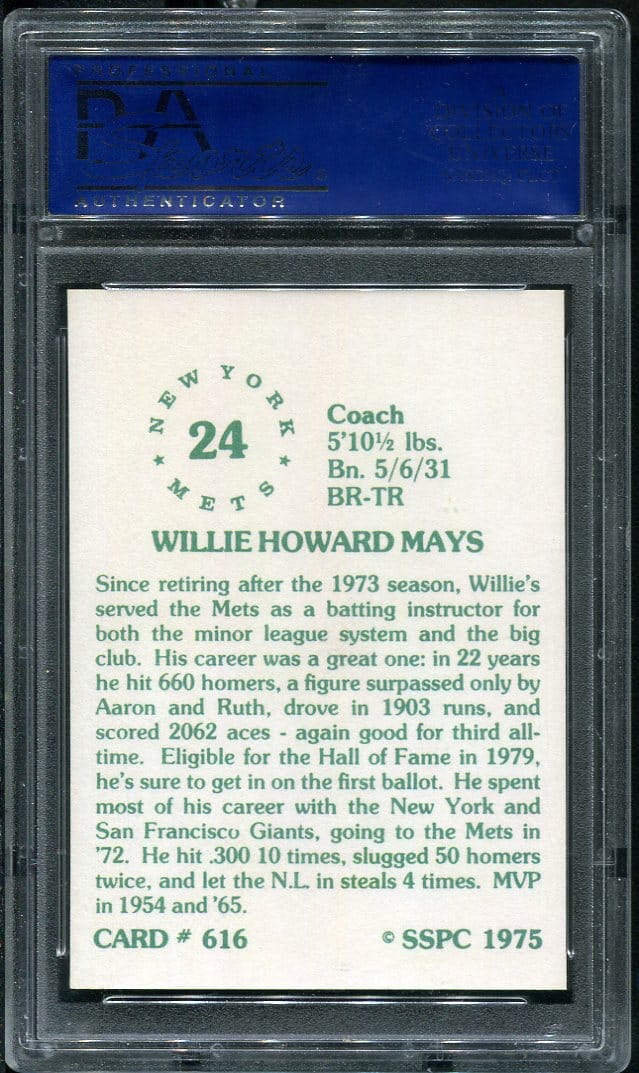 PROFESSIONAL
PSA
AUTHENTICATOR
A
DIVISION OF
COLLECTORS
UNIVERSE
NEW YORK
24
METS
Coach
5'10½ lbs.
Bn. 5/6/31
BR-TR
WILLIE HOWARD MAYS
Since retiring after the 1973 season, Willie's
served the Mets as a batting instructor for
both the minor league system and the big
club. His career was a great one: in 22 years
he hit 660 homers, a figure surpassed only by
Aaron and Ruth, drove in 1903 runs, and
scored 2062 aces - again good for third all-
time. Eligible for the Hall of Fame in 1979,
he's sure to get in on the first ballot. He spent
most of his career with the New York and
San Francisco Giants, going to the Mets in
'72. He hit .300 10 times, slugged 50 homers
twice, and let the N.L. in steals 4 times. MVP
in 1954 and '65.
CARD # 616 © SSPC 1975